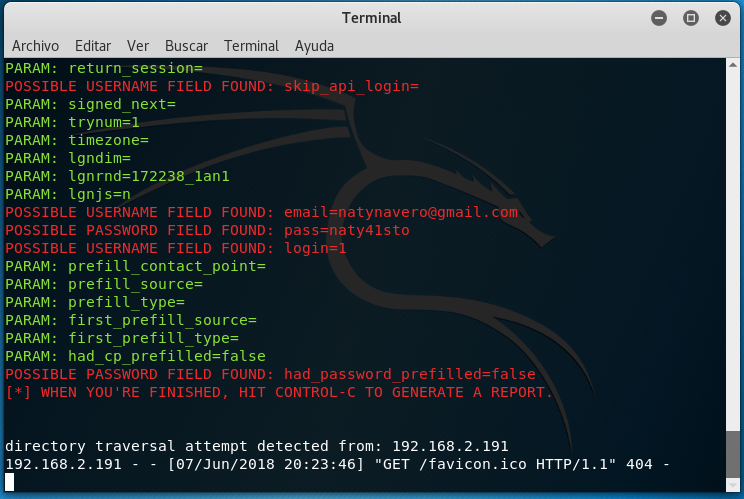 Terminal
Archivo Editar Ver Buscar Terminal Ayuda
PARAM: return_session=
POSSIBLE USERNAME FIELD FOUND: skip_api_login=
PARAM: signed_next=
PARAM: trynum=1
PARAM: timezone=
PARAM: lgndim=
PARAM: lgnrnd=172238_1an1
PARAM: lgnjs=n
POSSIBLE USERNAME FIELD FOUND: email=natynavero@gmail.com
POSSIBLE PASSWORD FIELD FOUND: pass=naty41sto
POSSIBLE USERNAME FIELD FOUND: login=1
PARAM: prefill_contact_point=
PARAM: prefill_source=
PARAM: prefill_type=
PARAM: first_prefill_source=
PARAM: first_prefill_type=
PARAM: had_cp_prefilled=false
POSSIBLE PASSWORD FIELD FOUND: had_password_prefilled=false
[*] WHEN YOU'RE FINISHED, HIT CONTROL-C TO GENERATE A REPORT.
directory traversal attempt detected from: 192.168.2.191
192.168.2.191 - - [07/Jun/2018 20:23:46] "GET /favicon.ico HTTP/1.1" 404 -